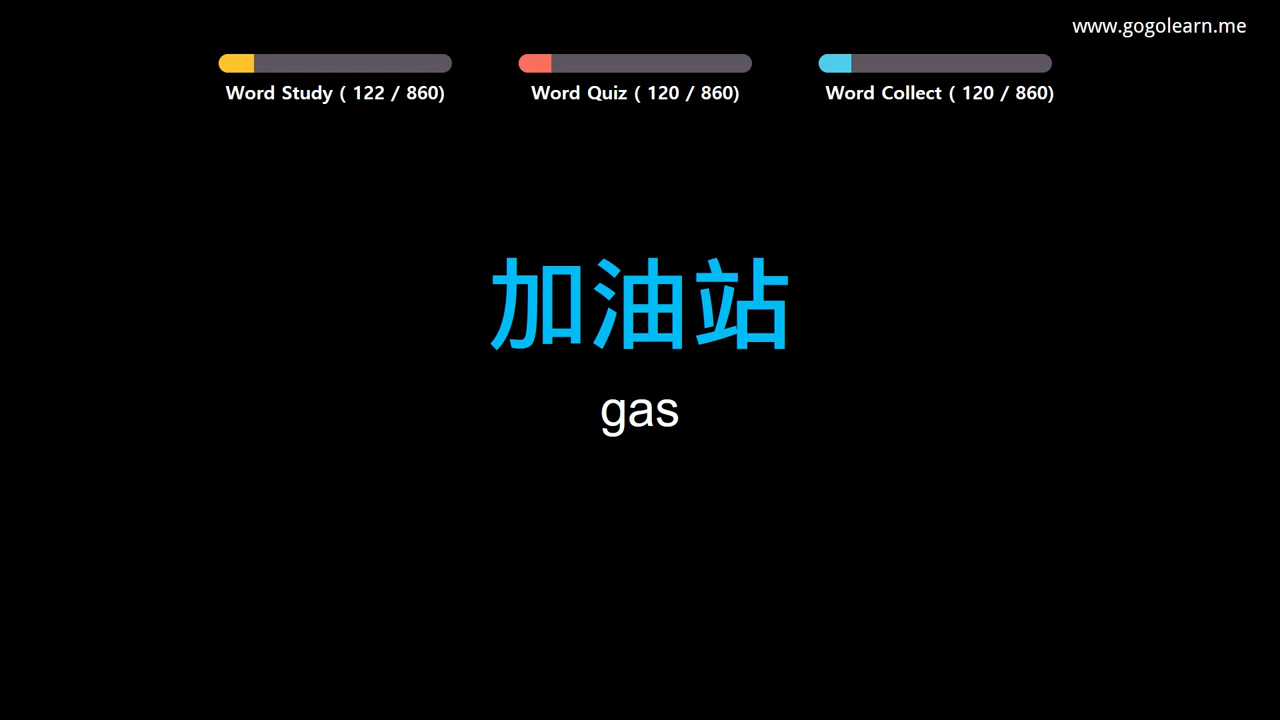 www.gogolearn.me
Word Study ( 122 / 860)
Word Quiz ( 120 / 860)
Word Collect ( 120 / 860)
加油站
gas